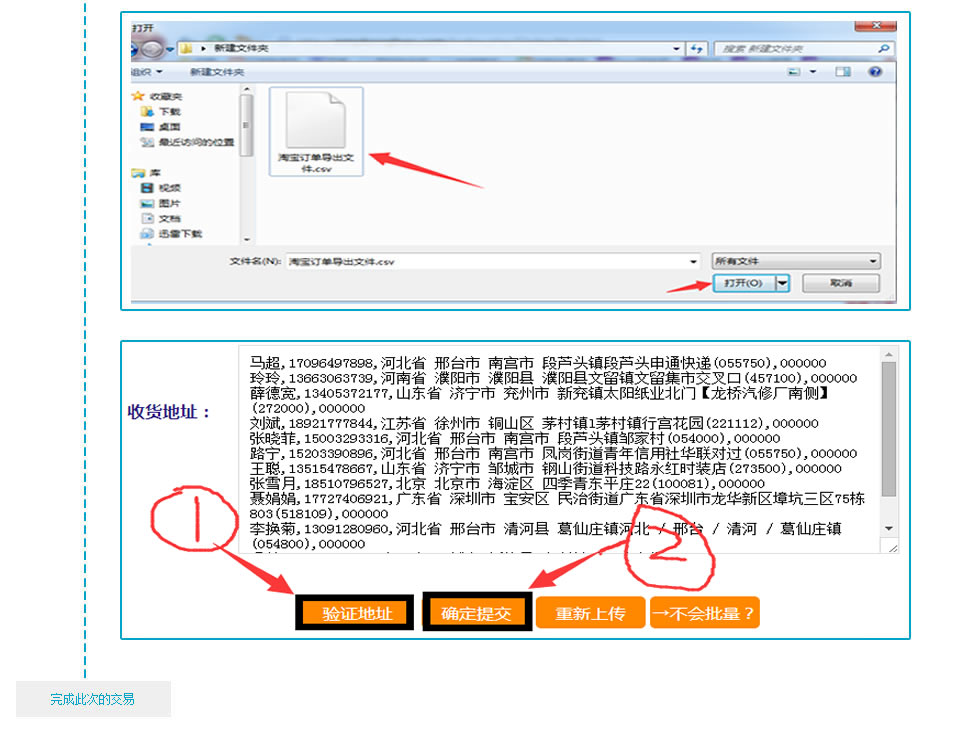 打开
新建文件夹
搜索 新建文件夹
组织 新建文件夹
收藏夹
下载
桌面
最近访问的位置
库
视频
图片
文档
迅雷下载
淘宝订单导出文
件.csv
文件名(N): 淘宝订单导出文件.csv 所有文件
打开(O) 取消
收货地址：
马超,17096497898,河北省 邢台市 南宫市 段芦头镇段芦头申通快递(055750),000000
玲玲,13663063739,河南省 濮阳市 濮阳县 濮阳县文留镇文留集市交叉口(457100),000000
薛德宽,13405372177,山东省 济宁市 兖州市 新兖镇太阳纸业北门【龙桥汽修厂南侧】
(272000),000000
刘斌,18921777844,江苏省 徐州市 铜山区 茅村镇1茅村镇行宫花园(221112),000000
张晓菲,15003293316,河北省 邢台市 南宫市 段芦头镇邹家村(054000),000000
路宁,15203390896,河北省 邢台市 南宫市 凤岗街道青年信用社华联对过(055750),000000
王聪,13515478667,山东省 济宁市 邹城市 钢山街道科技路永红时装店(273500),000000
张雪月,18510796527,北京 北京市 海淀区 四季青东平庄22(100081),000000
聂娟娟,17727406921,广东省 深圳市 宝安区 民治街道广东省深圳市龙华新区樟坑三区75栋
803(518109),000000
李换菊,13091280960,河北省 邢台市 清河县 葛仙庄镇河北 / 邢台 / 清河 / 葛仙庄镇
(054800),000000
1 2
验证地址 确定提交 重新上传 →不会批量？
完成此次的交易